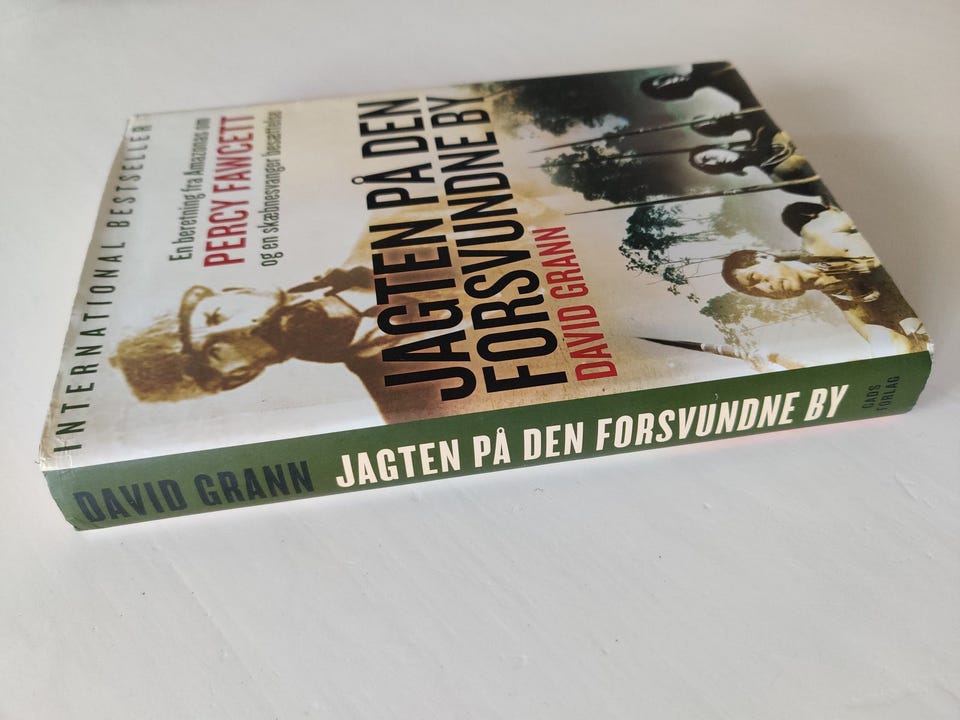 INTERNATIONAL BESTSELLER
En beretning fra Amazonas om
PERCY FAWCETT
og en skæbnesvanger besættelse
JAGTEN PÅ DEN
FORSVUNDNE BY
DAVID GRANN
DAVID GRANN JAGTEN PÅ DEN FORSVUNDNE BY
GADS
FORLAG